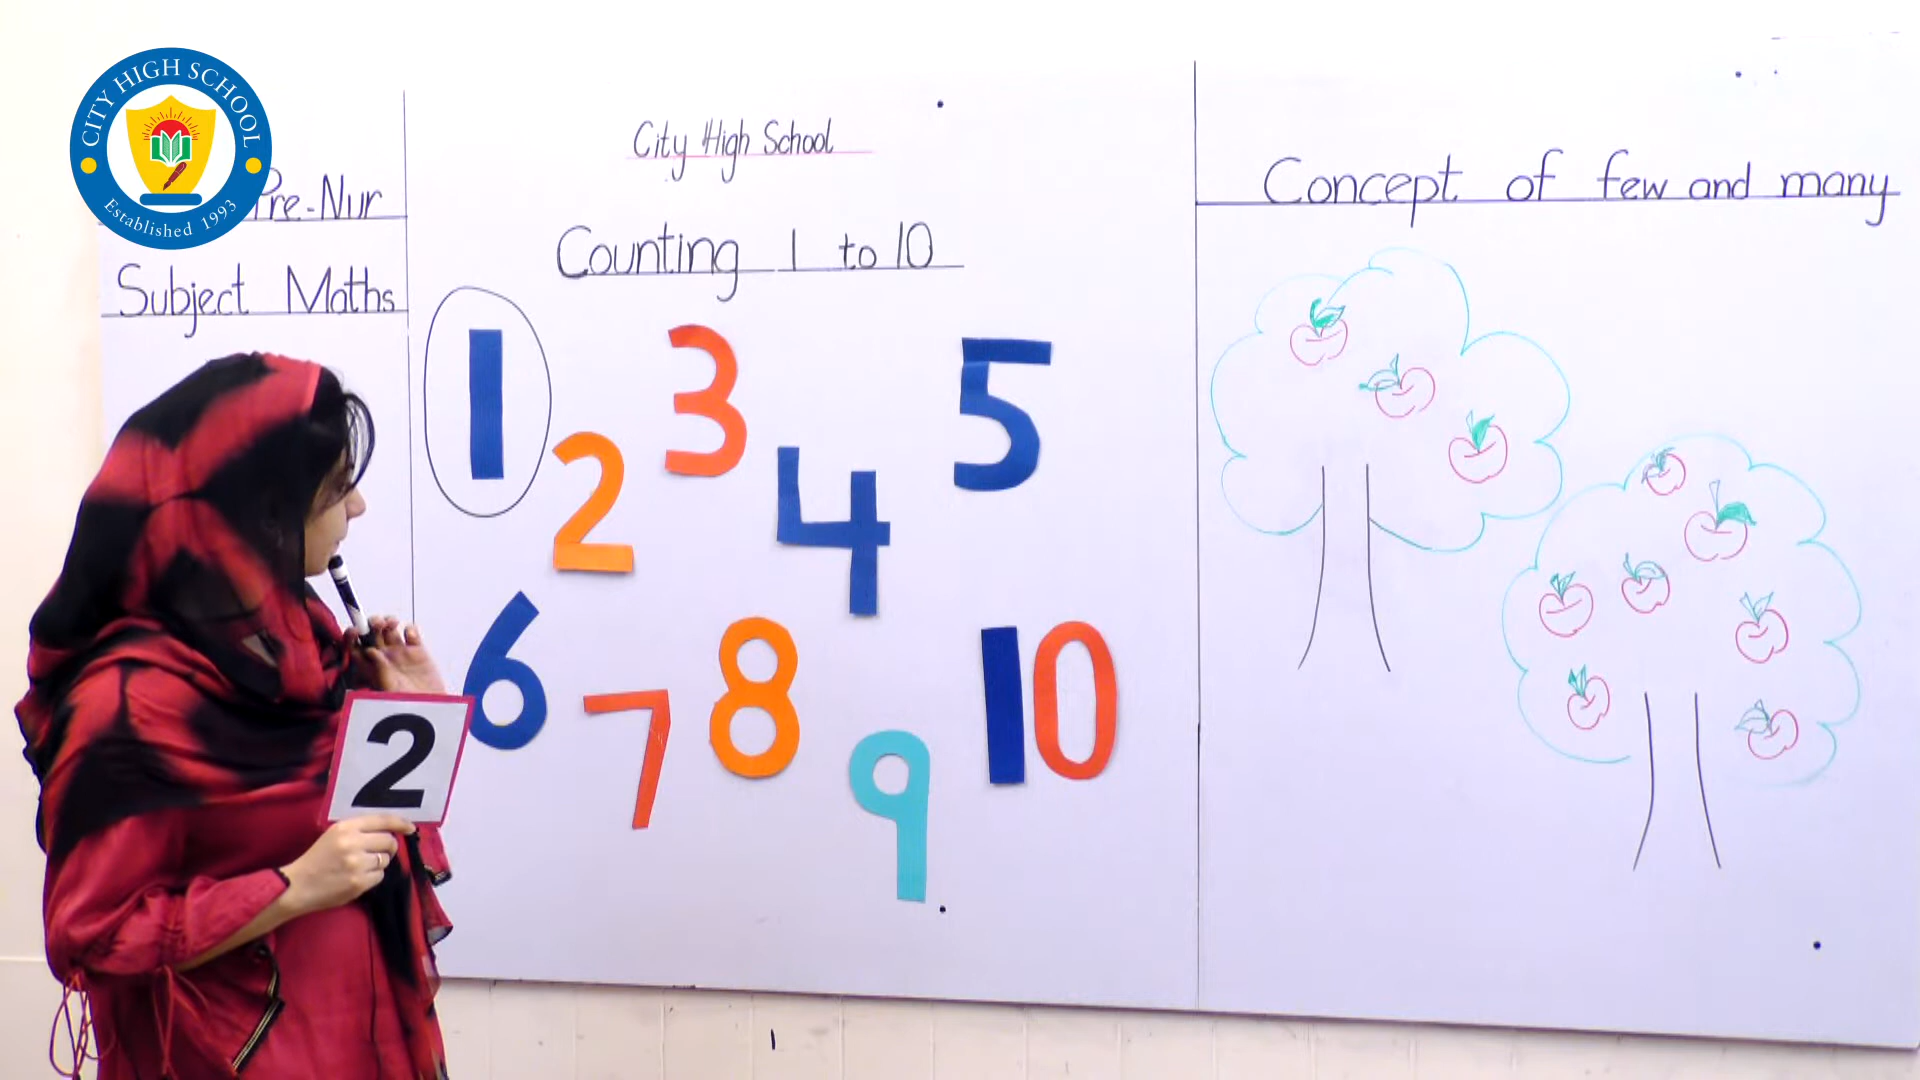 CITY HIGH SCHOOL
Established 1993
Pre-Nur
Subject Maths
City High School
Counting 1 to 10
1
2
3
4
5
6
7
8
9
10
2
Concept of few and many